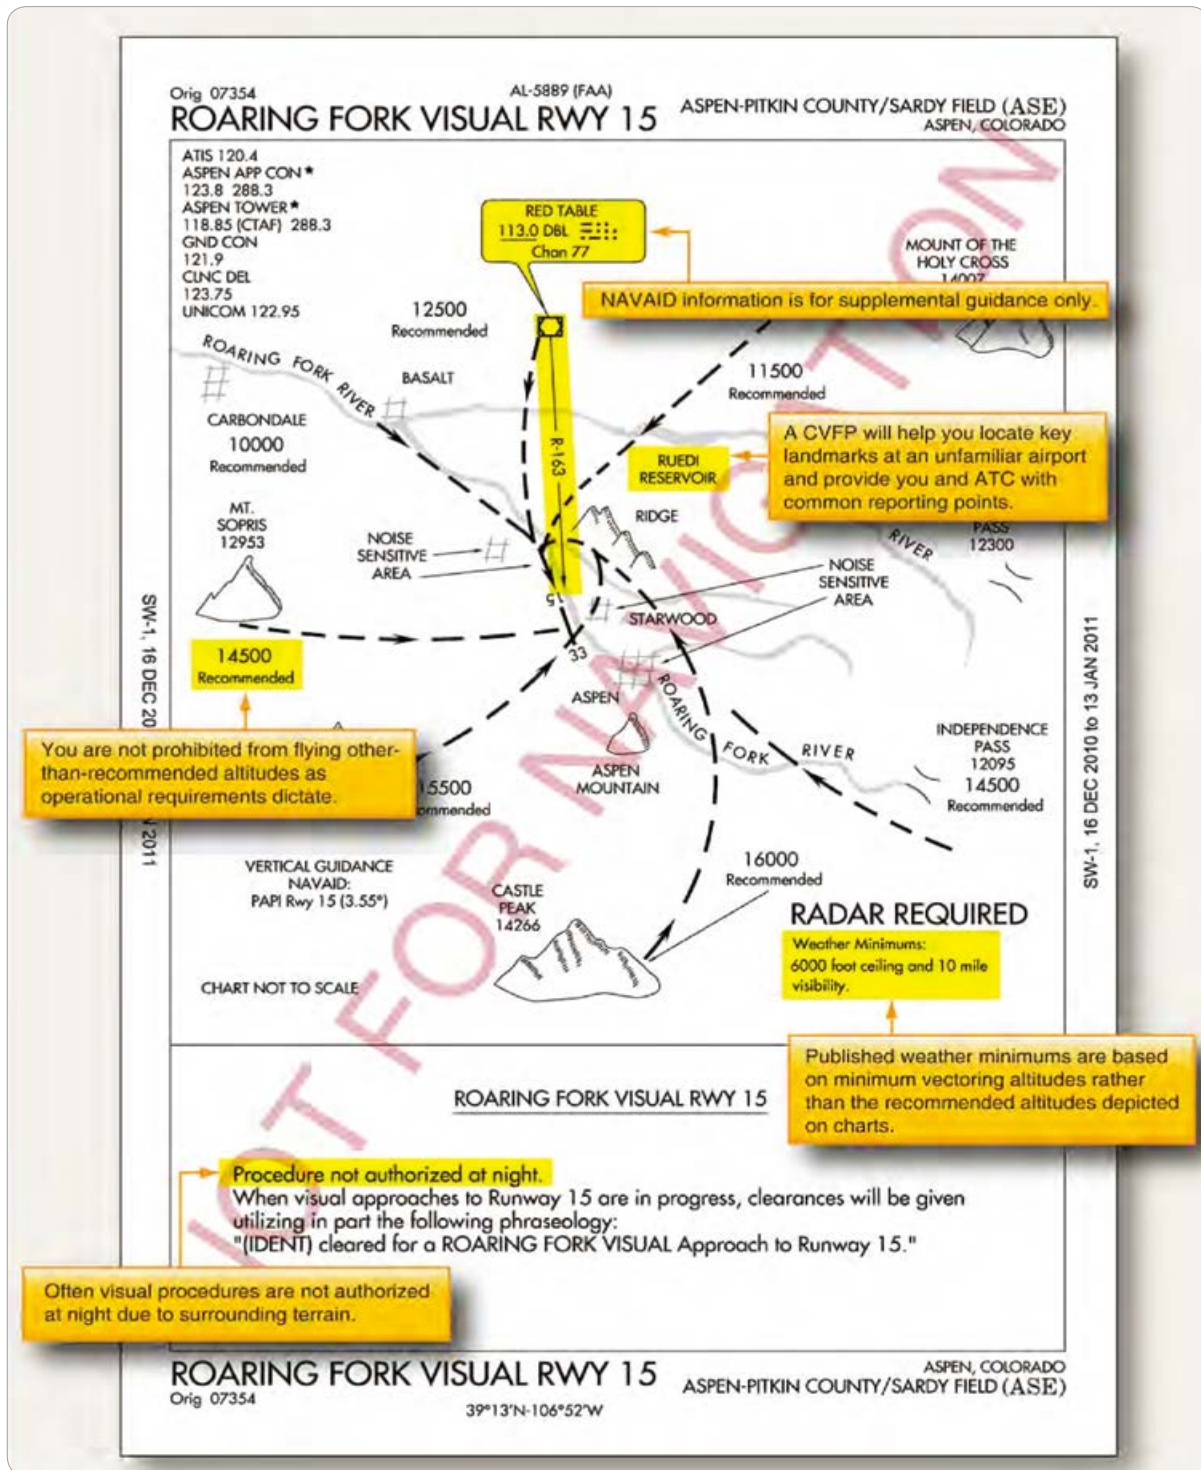 Orig 07354
AL-5889 (FAA)
ROARING FORK VISUAL RWY 15
ASPEN-PITKIN COUNTY/SARDY FIELD (ASE)
ASPEN, COLORADO
ATIS 120.4
ASPEN APP CON★
123.8 288.3
ASPEN TOWER★
118.85 (CTAF) 288.3
GND CON
121.9
CLNC DEL
123.75
UNICOM 122.95
RED TABLE
113.0 DBL
Chan 77
MOUNT OF THE
HOLY CROSS
14007
NAVAID information is for supplemental guidance only.
12500
Recommended
ROARING FORK RIVER
BASALT
11500
Recommended
CARBONDALE
10000
Recommended
R-163
RUEDI
RESERVOIR
A CVFP will help you locate key
landmarks at an unfamiliar airport
and provide you and ATC with
common reporting points.
MT.
SOPRIS
12953
RIDGE
NOISE
SENSITIVE
AREA
RIVER
PASS
12300
NOISE
SENSITIVE
AREA
STARWOOD
5
33
14500
Recommended
ASPEN
ROARING FORK RIVER
ASPEN
MOUNTAIN
INDEPENDENCE
PASS
12095
14500
Recommended
You are not prohibited from flying other-
than-recommended altitudes as
operational requirements dictate.
15500
ommended
VERTICAL GUIDANCE
NAVAID:
PAPI Rwy 15 (3.55°)
16000
Recommended
CASTLE
PEAK
14266
RADAR REQUIRED
Weather Minimums:
6000 foot ceiling and 10 mile
visibility.
CHART NOT TO SCALE
Published weather minimums are based
on minimum vectoring altitudes rather
than the recommended altitudes depicted
on charts.
SW-1, 16 DEC 20
N 2011
SW-1, 16 DEC 2010 to 13 JAN 2011
NOT FOR NAVIGTION
ROARING FORK VISUAL RWY 15
Procedure not authorized at night.
When visual approaches to Runway 15 are in progress, clearances will be given
utilizing in part the following phraseology:
"(IDENT) cleared for a ROARING FORK VISUAL Approach to Runway 15."
Often visual procedures are not authorized
at night due to surrounding terrain.
ROARING FORK VISUAL RWY 15
Orig 07354
39°13'N-106°52'W
ASPEN, COLORADO
ASPEN-PITKIN COUNTY/SARDY FIELD (ASE)